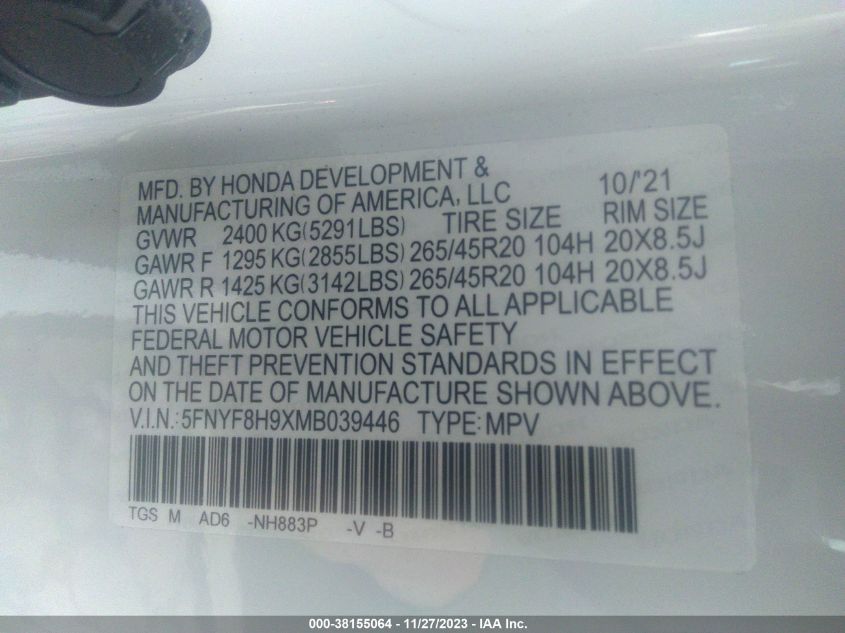 MFD. BY HONDA DEVELOPMENT &
MANUFACTURING OF AMERICA, LLC 10/'21
GVWR 2400 KG(5291LBS) TIRE SIZE RIM SIZE
GAWR F 1295 KG(2855LBS) 265/45R20 104H 20X8.5J
GAWR R 1425 KG(3142LBS) 265/45R20 104H 20X8.5J
THIS VEHICLE CONFORMS TO ALL APPLICABLE
FEDERAL MOTOR VEHICLE SAFETY
AND THEFT PREVENTION STANDARDS IN EFFECT
ON THE DATE OF MANUFACTURE SHOWN ABOVE.
V.I.N.:5FNYF8H9XMB039446 TYPE:MPV
TGS M AD6 -NH883P -V -B
000-38155064 - 11/27/2023 - IAA Inc.